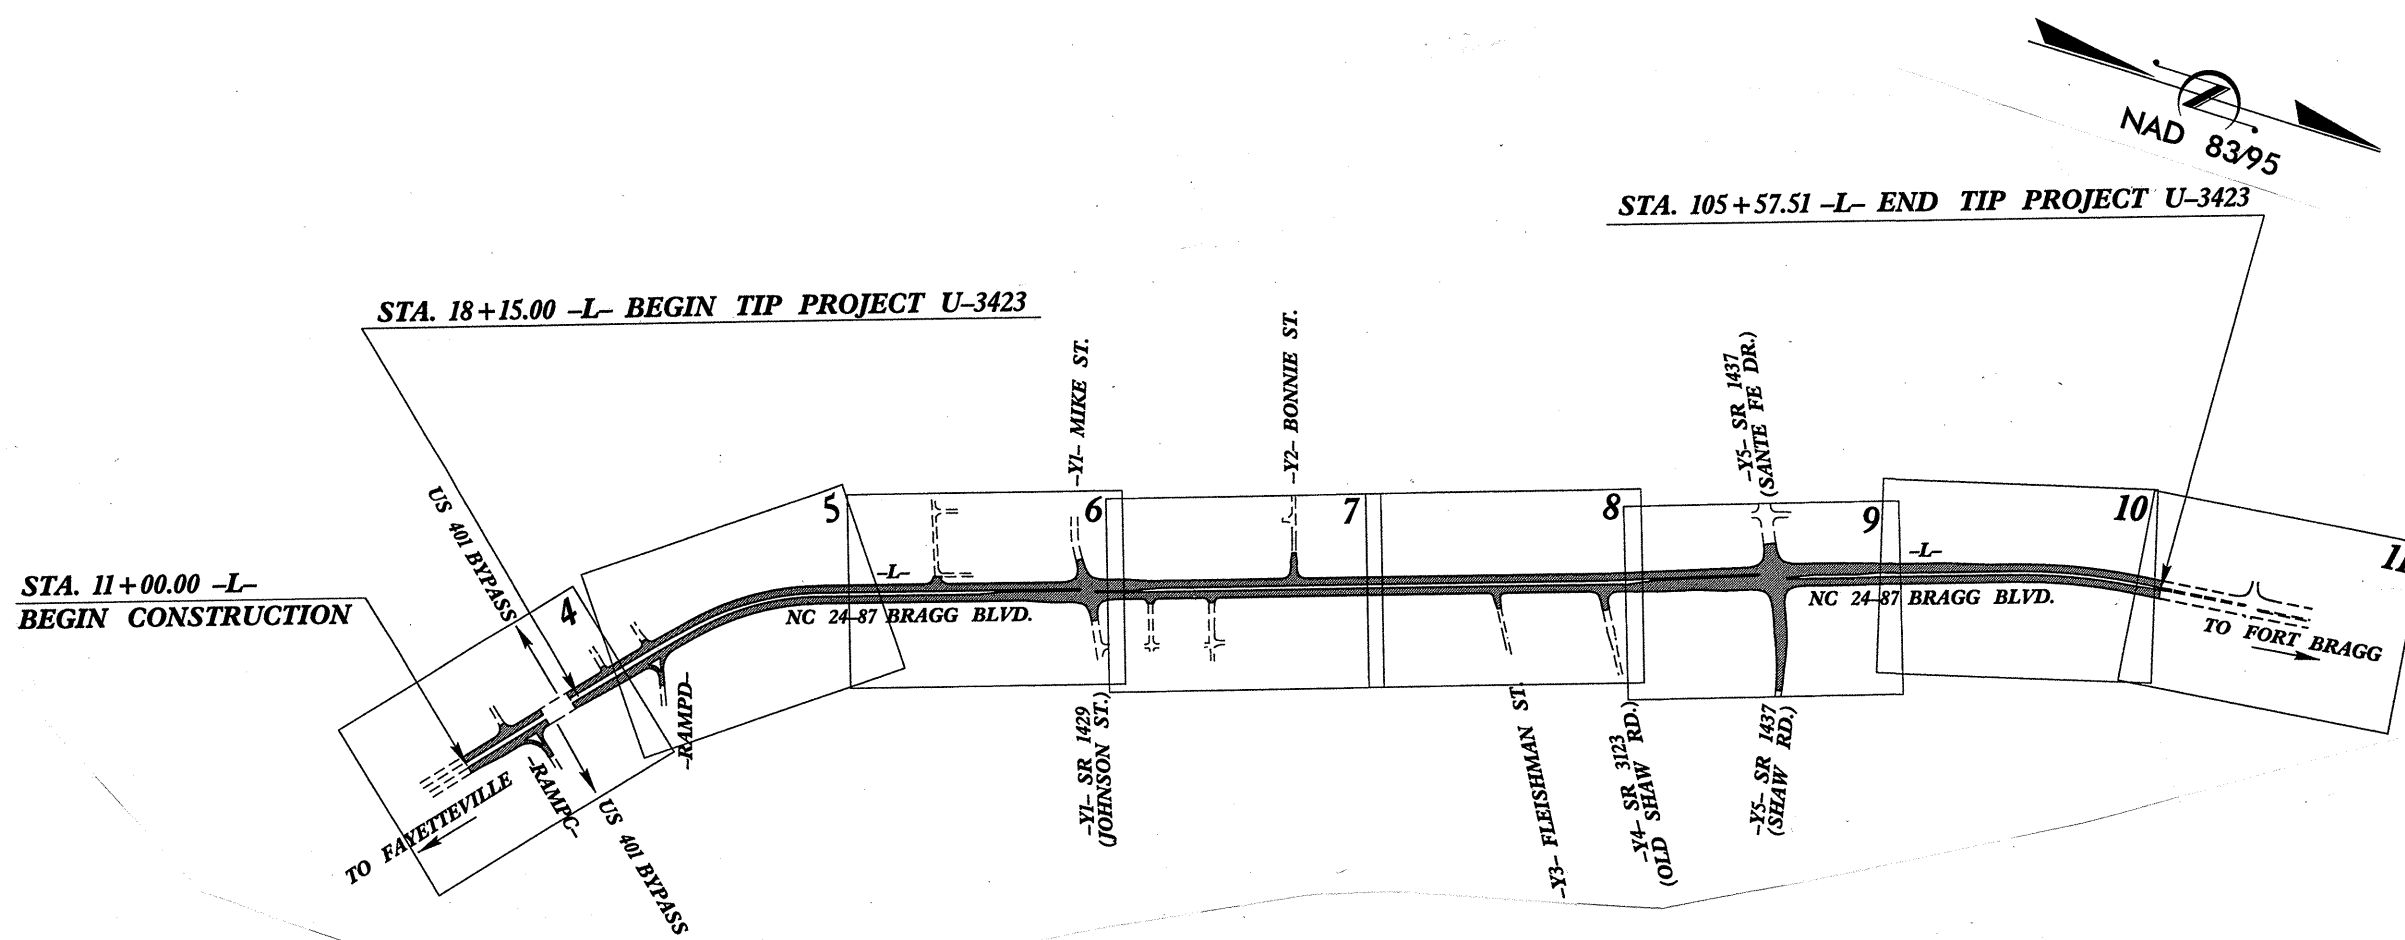 NAD 83/95
STA. 105+57.51 –L– END TIP PROJECT U–3423
STA. 18+15.00 –L– BEGIN TIP PROJECT U–3423
STA. 11+00.00 –L–
BEGIN CONSTRUCTION
US 401 BYPASS
4
5
6
7
8
9
10
11
–Y1– MIKE ST.
–Y2– BONNIE ST.
–Y5– SR 1437
(SANTE FE DR.)
–L–
NC 24–87 BRAGG BLVD.
–L–
NC 24–87 BRAGG BLVD.
TO FORT BRAGG
–RAMPD–
–RAMPC–
TO FAYETTEVILLE
US 401 BYPASS
–Y1– SR 1429
(JOHNSON ST.)
–Y3– FLEISHMAN ST.
–Y4– SR 3123
(OLD SHAW RD.)
–Y5– SR 1437
(SHAW RD.)